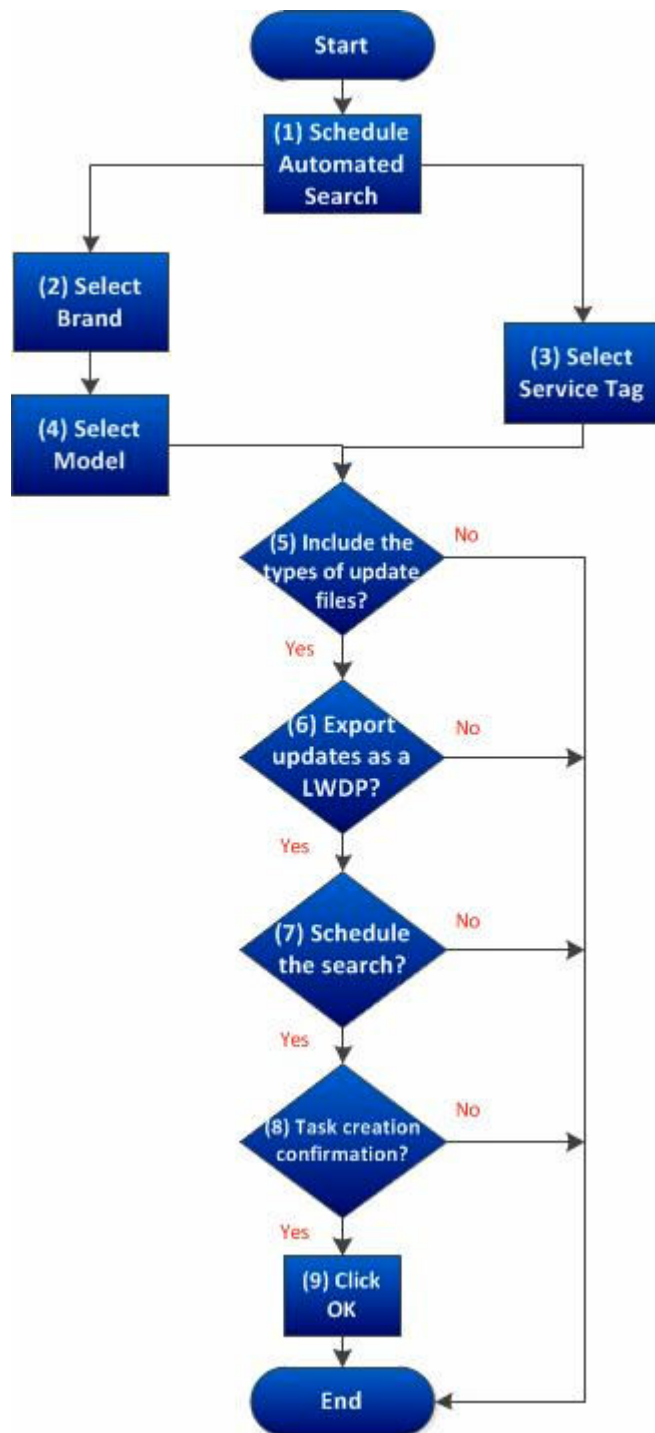 Start
(1) Schedule
Automated
Search
(2) Select
Brand
(3) Select
Service Tag
(4) Select
Model
(5) Include the
types of update
files?
No
Yes
(6) Export
updates as a
LWDP?
No
Yes
(7) Schedule
the search?
No
Yes
(8) Task creation
confirmation?
No
Yes
(9) Click
OK
End